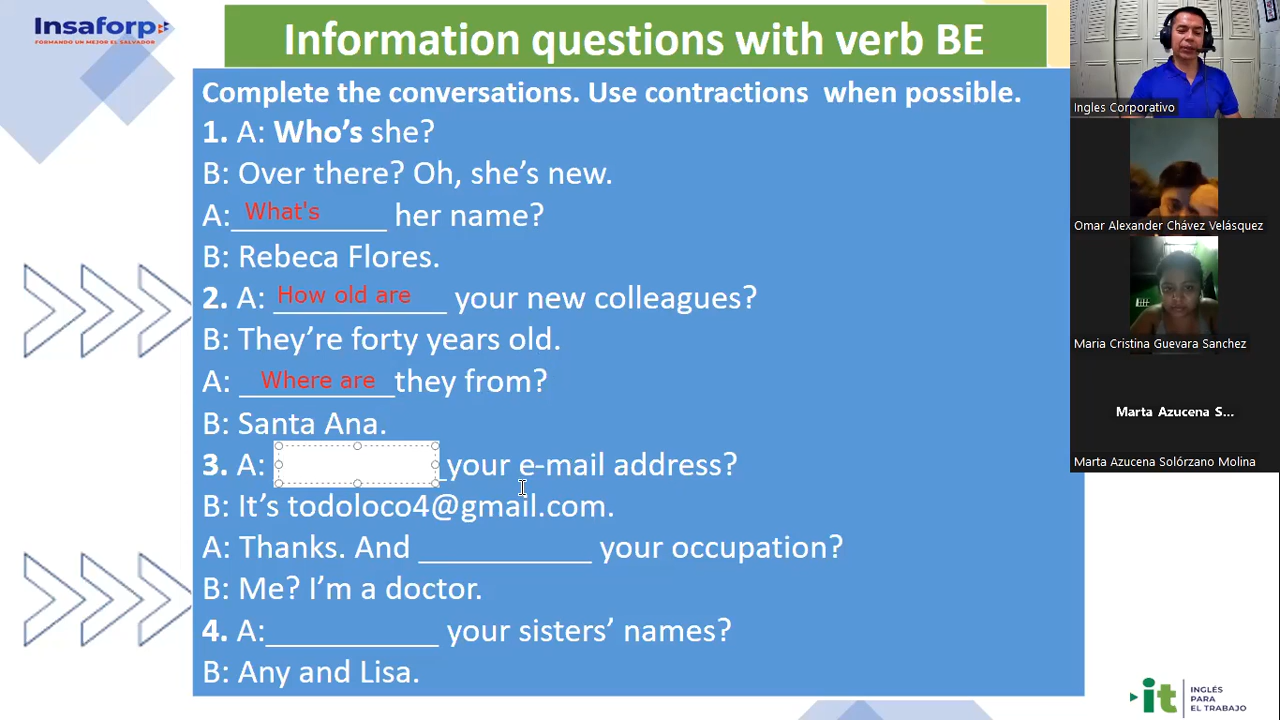 Insaforp
FORMANDO UN MEJOR EL SALVADOR
Information questions with verb BE
Complete the conversations. Use contractions when possible.
1. A: Who's she?
B: Over there? Oh, she's new.
A: What's her name?
B: Rebeca Flores.
2. A: How old are your new colleagues?
B: They're forty years old.
A: Where are they from?
B: Santa Ana.
3. A: your e-mail address?
B: It's todoloco4@gmail.com.
A: Thanks. And ___________ your occupation?
B: Me? I'm a doctor.
4. A:___________ your sisters' names?
B: Any and Lisa.
Ingles Corporativo
Omar Alexander Chávez Velásquez
Maria Cristina Guevara Sanchez
Marta Azucena S...
Marta Azucena Solórzano Molina
it
INGLÉS
PARA
EL TRABAJO